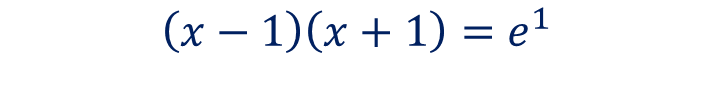 (x − 1)(x + 1) = e¹